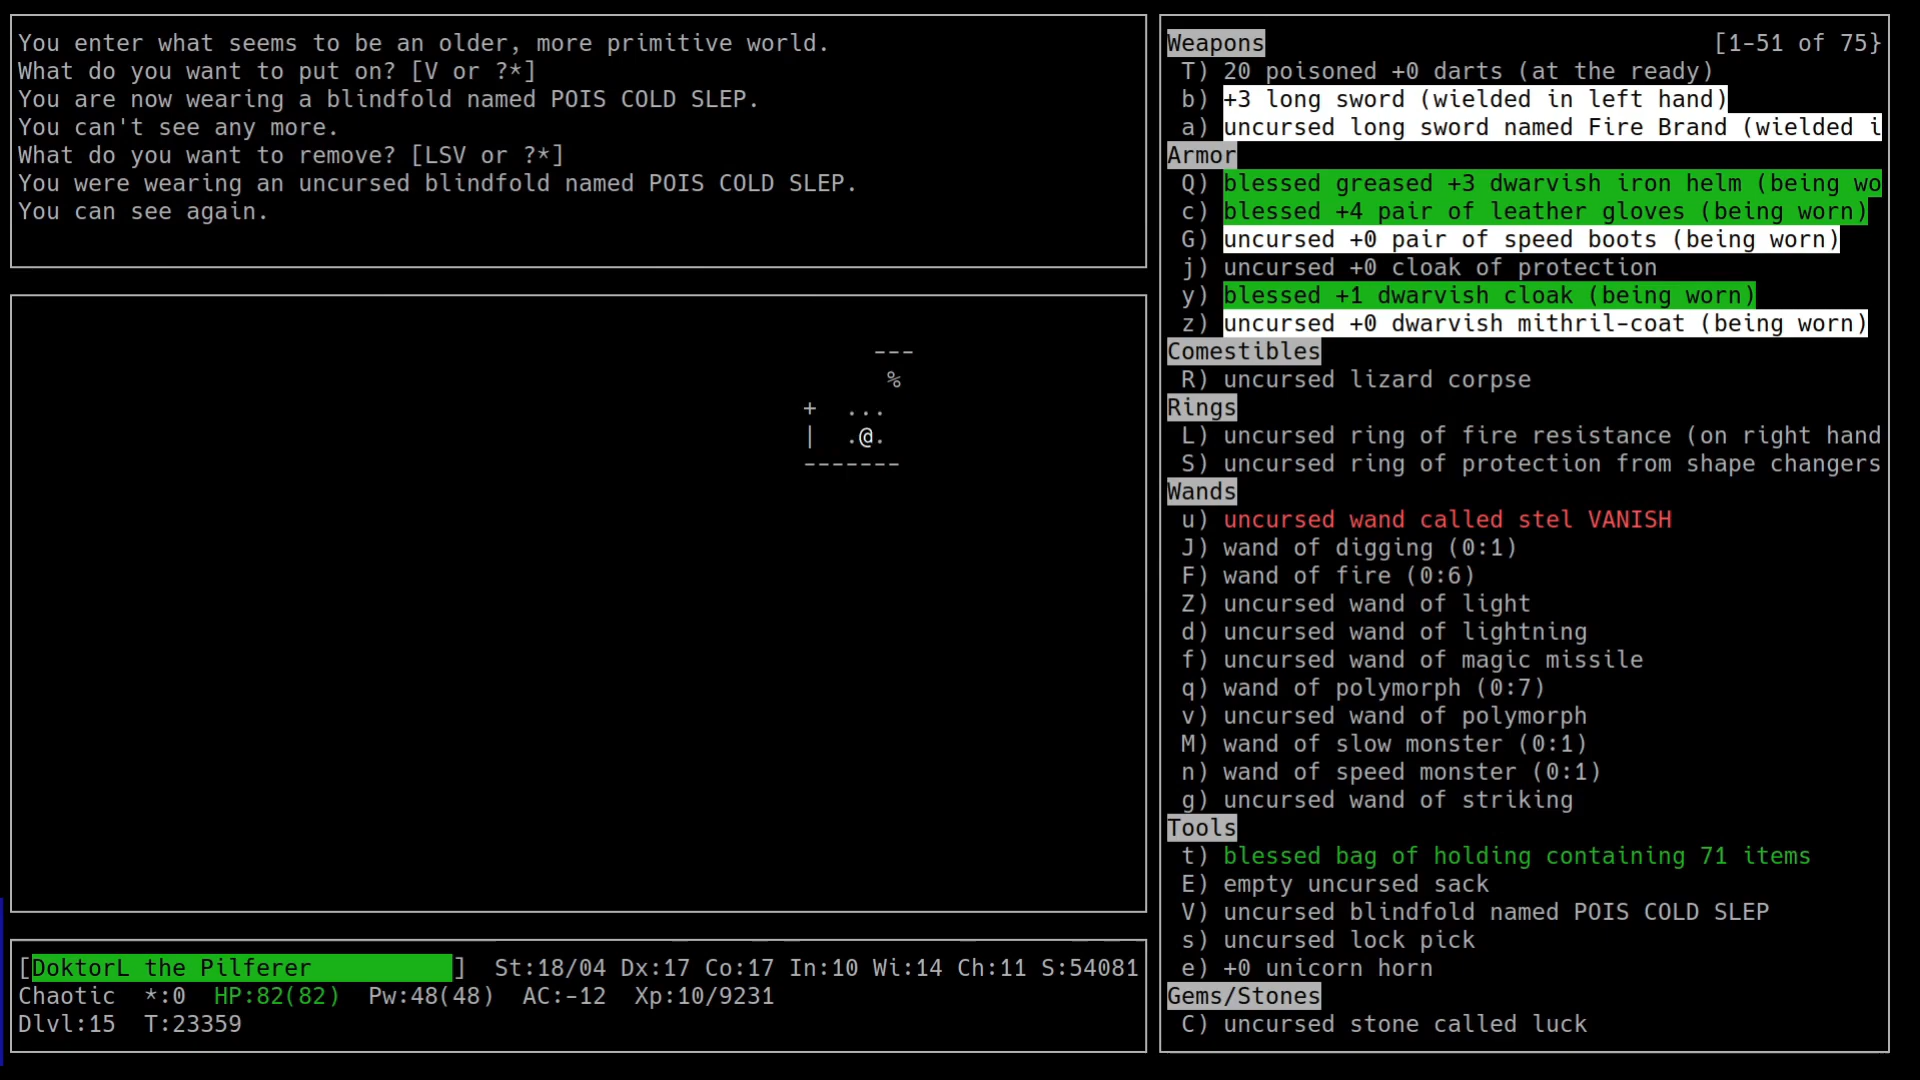 You enter what seems to be an older, more primitive world.
What do you want to put on? [V or ?*]
You are now wearing a blindfold named POIS COLD SLEP.
You can't see any more.
What do you want to remove? [LSV or ?*]
You were wearing an uncursed blindfold named POIS COLD SLEP.
You can see again.
---
%
+  ...
|  .@.
-------
[DoktorL the Pilferer          ]  St:18/04 Dx:17 Co:17 In:10 Wi:14 Ch:11 S:54081
Chaotic  *:0  HP:82(82)  Pw:48(48)  AC:-12  Xp:10/9231
Dlvl:15  T:23359
Weapons [1-51 of 75}
T) 20 poisoned +0 darts (at the ready)
b) +3 long sword (wielded in left hand)
a) uncursed long sword named Fire Brand (wielded i
Armor
Q) blessed greased +3 dwarvish iron helm (being wo
c) blessed +4 pair of leather gloves (being worn)
G) uncursed +0 pair of speed boots (being worn)
j) uncursed +0 cloak of protection
y) blessed +1 dwarvish cloak (being worn)
z) uncursed +0 dwarvish mithril-coat (being worn)
Comestibles
R) uncursed lizard corpse
Rings
L) uncursed ring of fire resistance (on right hand
S) uncursed ring of protection from shape changers
Wands
u) uncursed wand called stel VANISH
J) wand of digging (0:1)
F) wand of fire (0:6)
Z) uncursed wand of light
d) uncursed wand of lightning
f) uncursed wand of magic missile
q) wand of polymorph (0:7)
v) uncursed wand of polymorph
M) wand of slow monster (0:1)
n) wand of speed monster (0:1)
g) uncursed wand of striking
Tools
t) blessed bag of holding containing 71 items
E) empty uncursed sack
V) uncursed blindfold named POIS COLD SLEP
s) uncursed lock pick
e) +0 unicorn horn
Gems/Stones
C) uncursed stone called luck